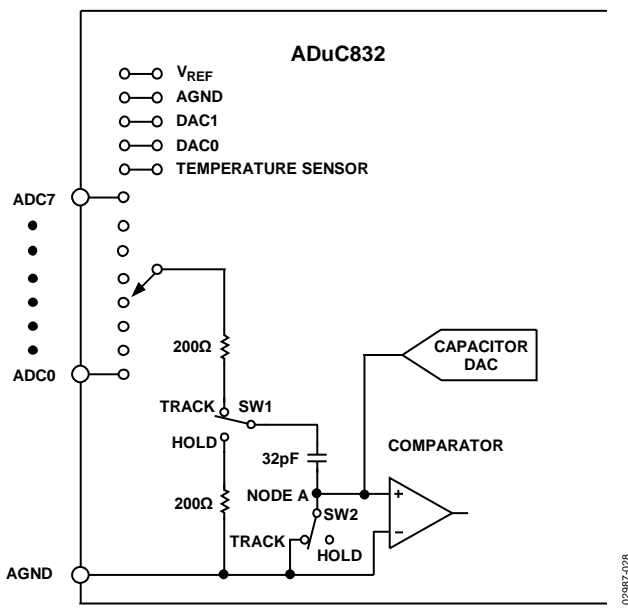 ADuC832
VREF
AGND
DAC1
DAC0
TEMPERATURE SENSOR
ADC7
200Ω
CAPACITOR
DAC
ADC0
TRACK SW1
COMPARATOR
HOLD
32pF
200Ω
NODE A
+
SW2
–
TRACK
HOLD
AGND
02987-028